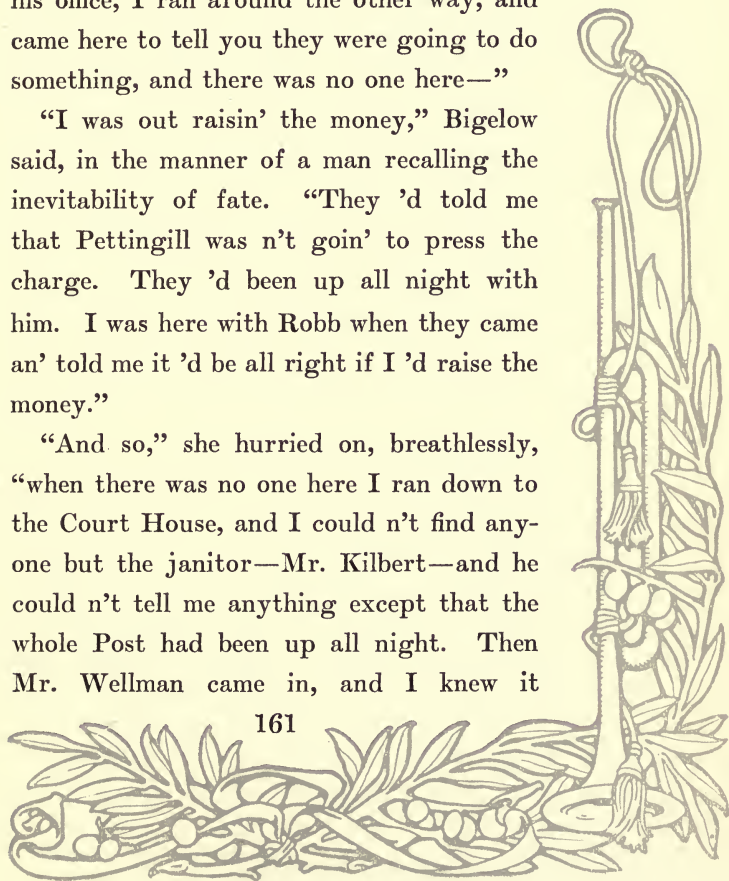 his office, I ran around the other way, and
came here to tell you they were going to do
something, and there was no one here—”
“I was out raisin’ the money,” Bigelow
said, in the manner of a man recalling the
inevitability of fate. “They ’d told me
that Pettingill was n’t goin’ to press the
charge. They ’d been up all night with
him. I was here with Robb when they came
an’ told me it ’d be all right if I ’d raise the
money.”
“And so,” she hurried on, breathlessly,
“when there was no one here I ran down to
the Court House, and I could n’t find any-
one but the janitor—Mr. Kilbert—and he
could n’t tell me anything except that the
whole Post had been up all night. Then
Mr. Wellman came in, and I knew it
161